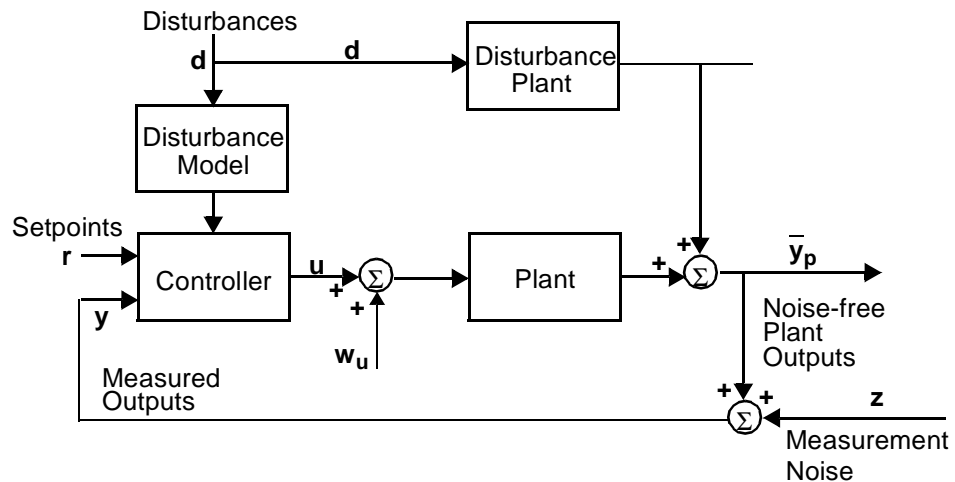 Disturbances
d
d
Disturbance
Plant
Disturbance
Model
Setpoints
r
Controller
u
+
Σ
+
Plant
+
+
Σ
y̅p
y
wu
Noise-free
Plant
Outputs
Measured
Outputs
+
+
Σ
z
Measurement
Noise